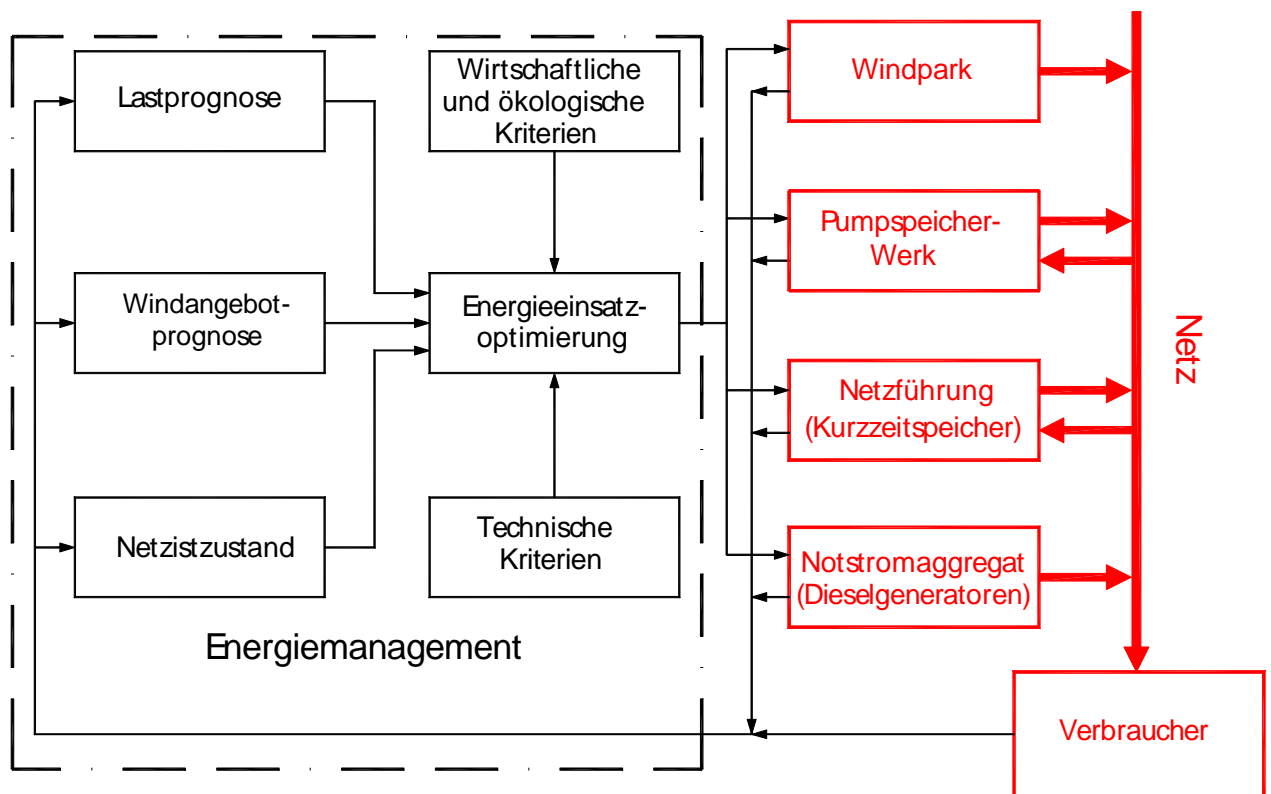 Lastprognose
Wirtschaftliche
und ökologische
Kriterien
Windangebot-
prognose
Energieeinsatz-
optimierung
Netzistzustand
Technische
Kriterien
Energiemanagement
Windpark
Pumpspeicher-
Werk
Netzführung
(Kurzzeitspeicher)
Notstromaggregat
(Dieselgeneratoren)
Netz
Verbraucher